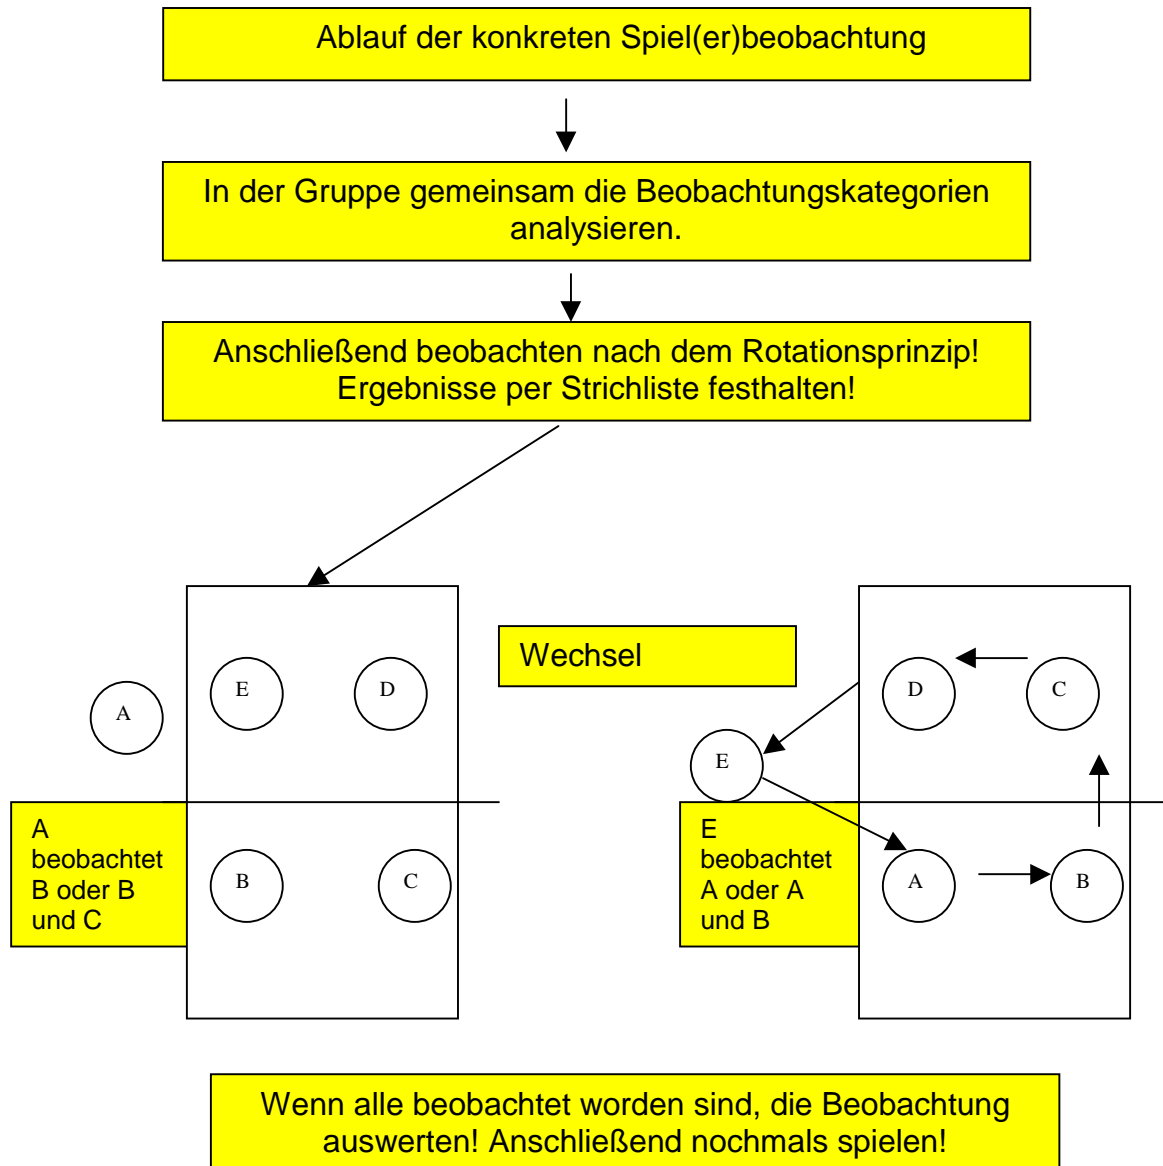 Ablauf der konkreten Spiel(er)beobachtung
In der Gruppe gemeinsam die Beobachtungskategorien
analysieren.
Anschließend beobachten nach dem Rotationsprinzip!
Ergebnisse per Strichliste festhalten!
A
E
D
B
C
A
beobachtet
B oder B
und C
Wechsel
D
C
E
A
B
E
beobachtet
A oder A
und B
Wenn alle beobachtet worden sind, die Beobachtung
auswerten! Anschließend nochmals spielen!